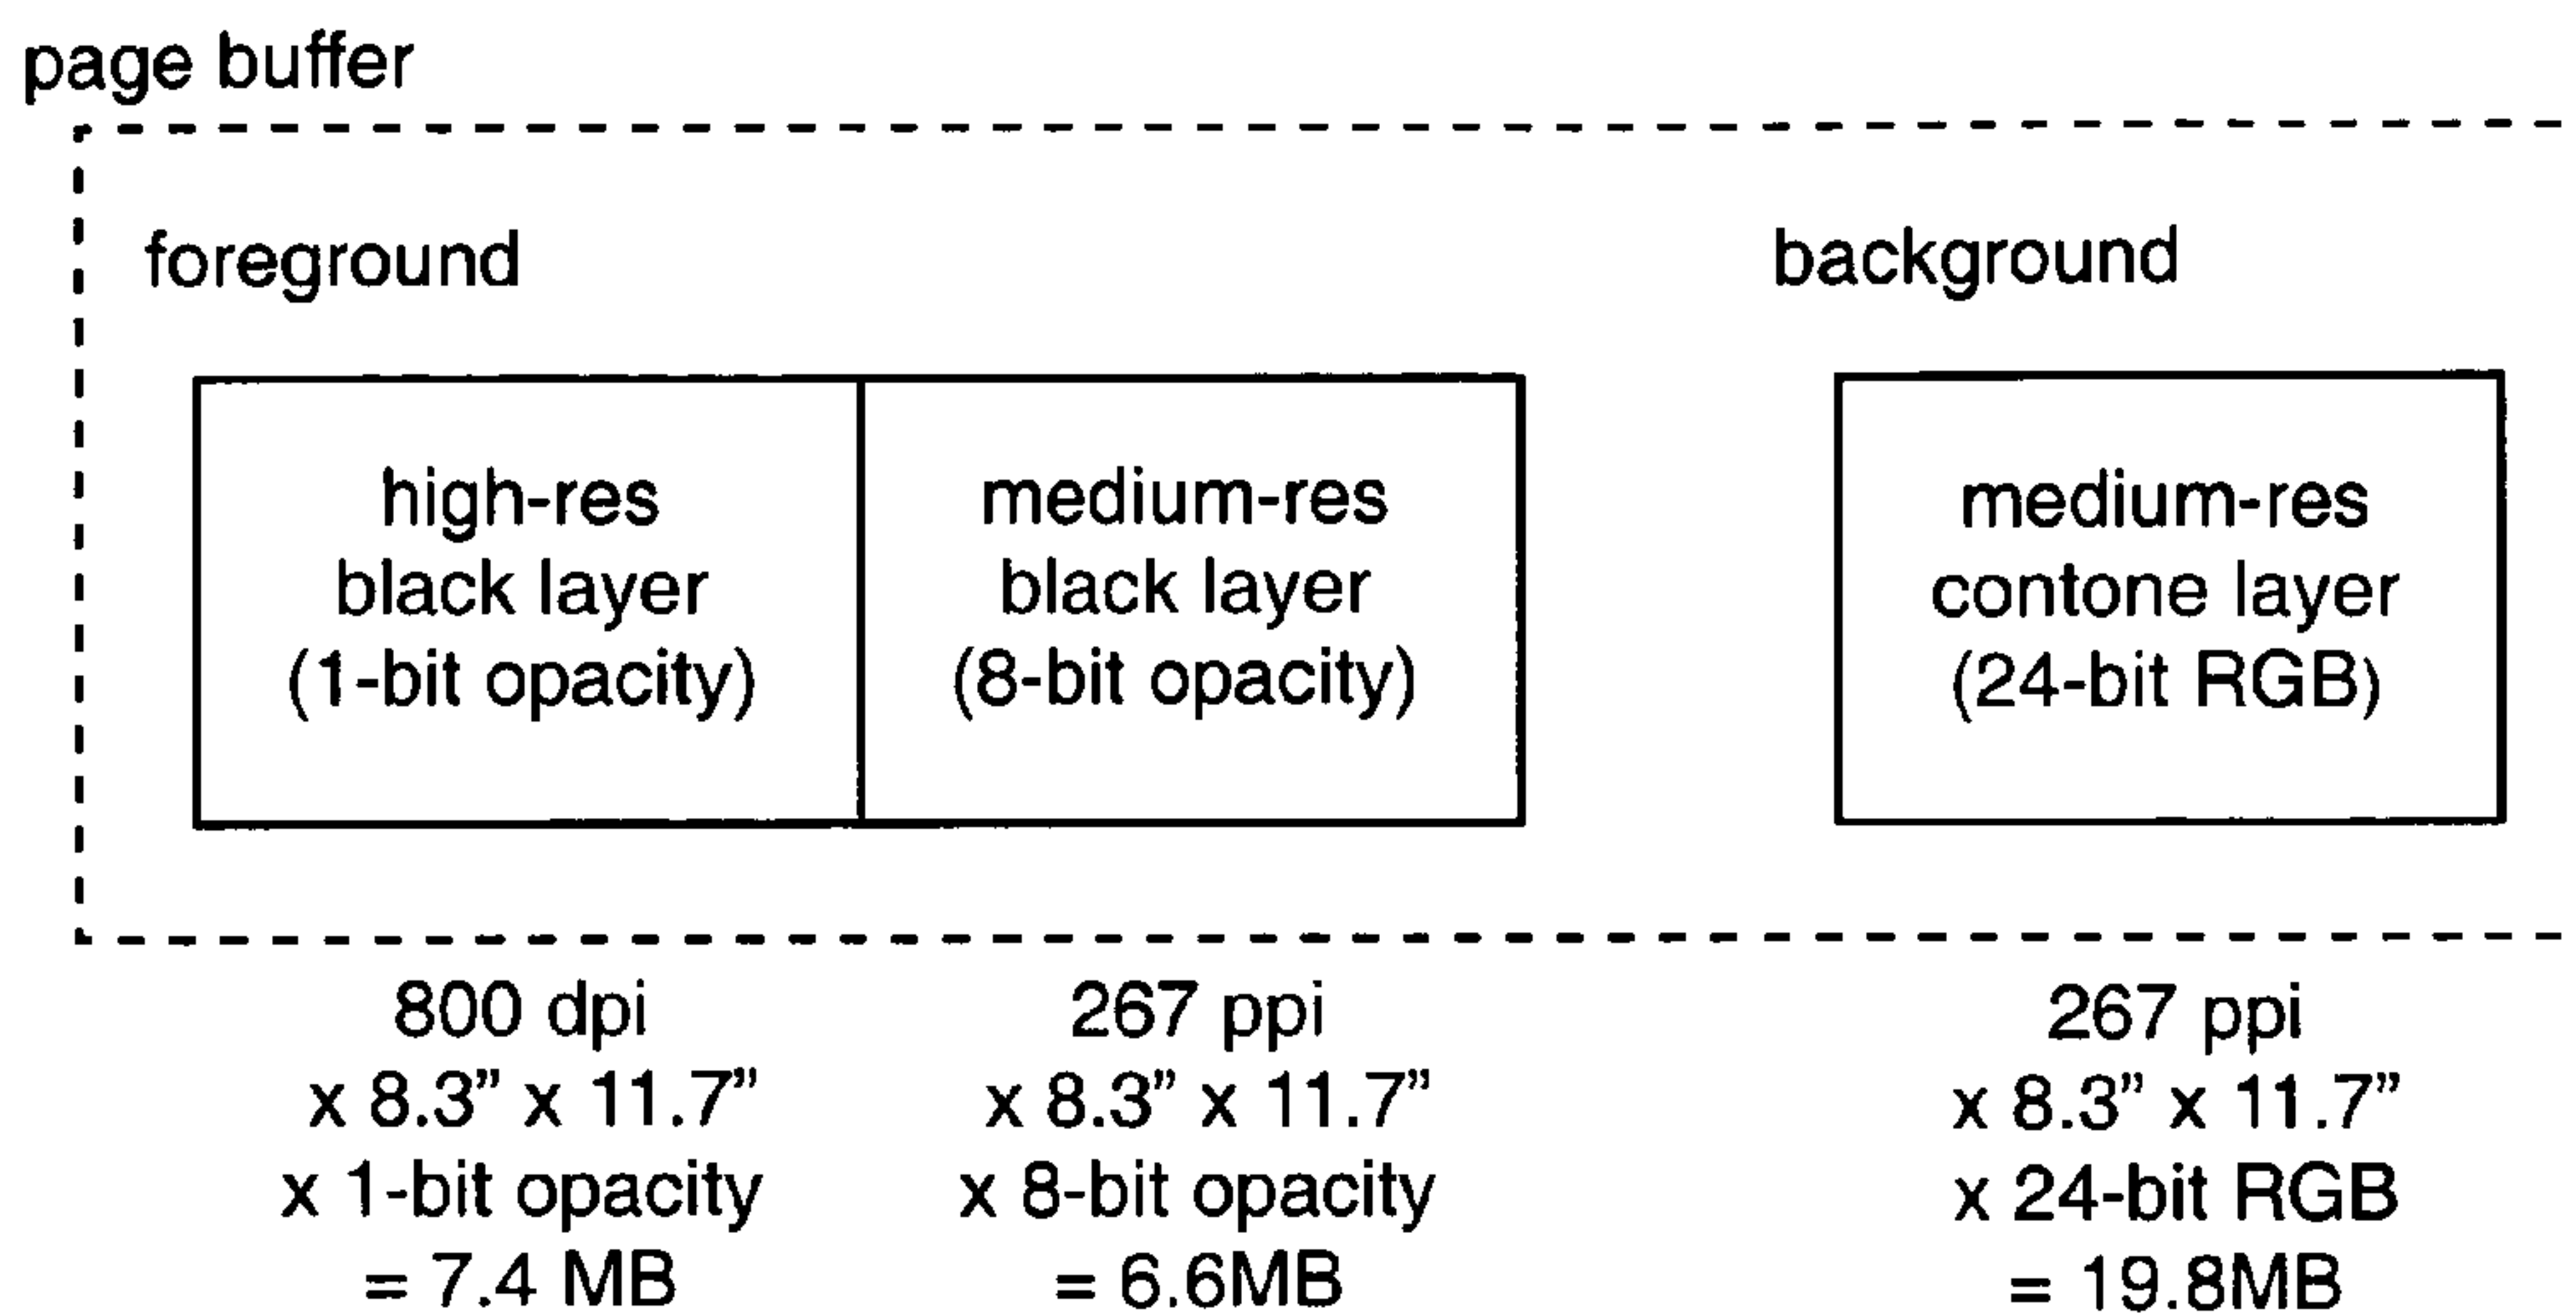 page buffer
foreground
background
high-res
black layer
(1-bit opacity)
medium-res
black layer
(8-bit opacity)
medium-res
contone layer
(24-bit RGB)
800 dpi
x 8.3” x 11.7”
x 1-bit opacity
= 7.4 MB
267 ppi
x 8.3” x 11.7”
x 8-bit opacity
= 6.6MB
267 ppi
x 8.3” x 11.7”
x 24-bit RGB
= 19.8MB